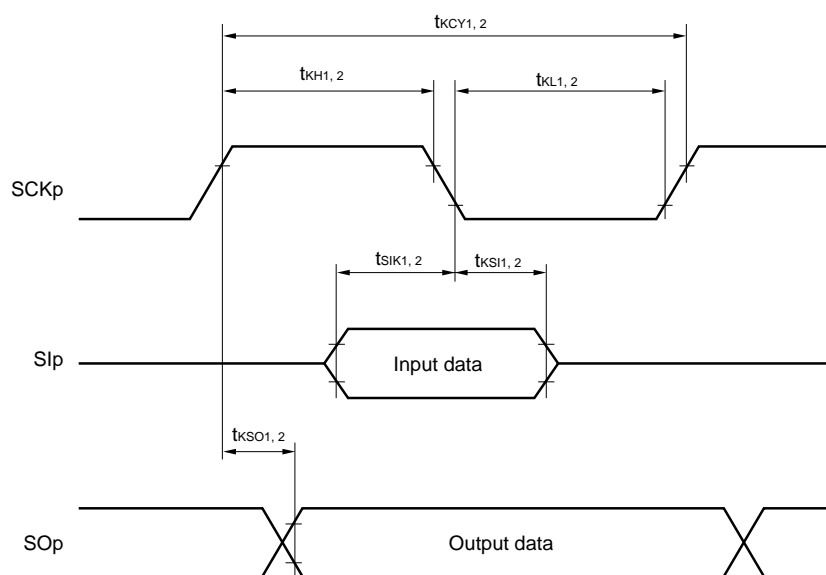 tKCY1, 2
tKH1, 2
tKL1, 2
SCKp
tSIK1, 2
tKSI1, 2
SIp
Input data
tKSO1, 2
SOp
Output data